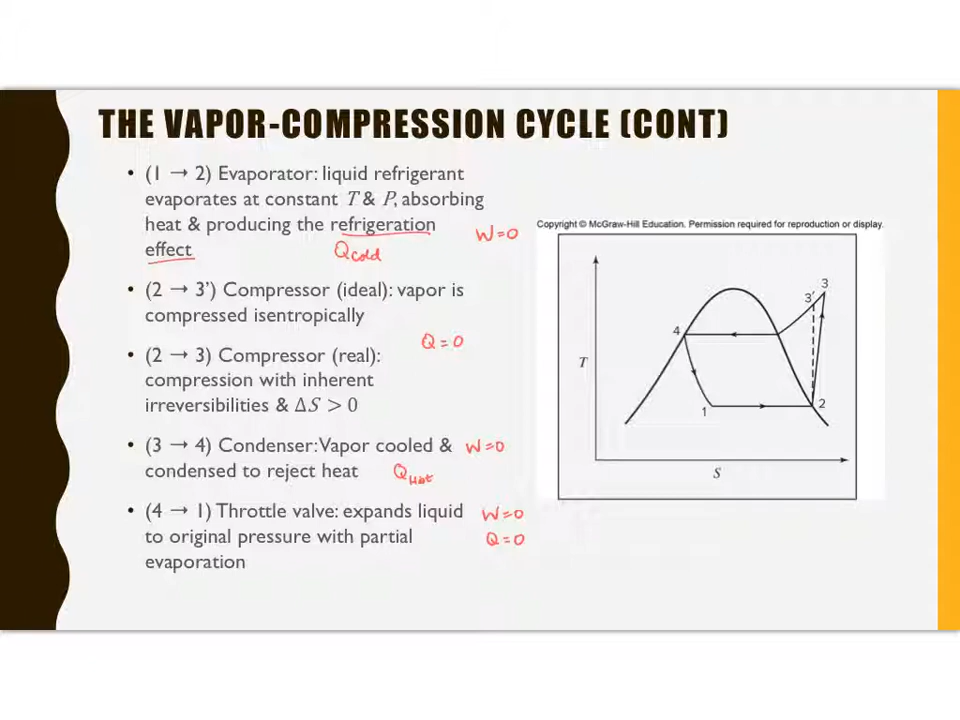 THE VAPOR-COMPRESSION CYCLE (CONT)
• (1 → 2) Evaporator: liquid refrigerant
evaporates at constant T & P, absorbing
heat & producing the refrigeration
effect
W=0
Qcold
• (2 → 3') Compressor (ideal): vapor is
compressed isentropically
Q=0
• (2 → 3) Compressor (real):
compression with inherent
irreversibilities & ΔS > 0
• (3 → 4) Condenser: Vapor cooled & W=0
condensed to reject heat QHot
• (4 → 1) Throttle valve: expands liquid W=0
to original pressure with partial Q=0
evaporation
Copyright © McGraw-Hill Education. Permission required for reproduction or display.
3
3'
4
T
1
2
S